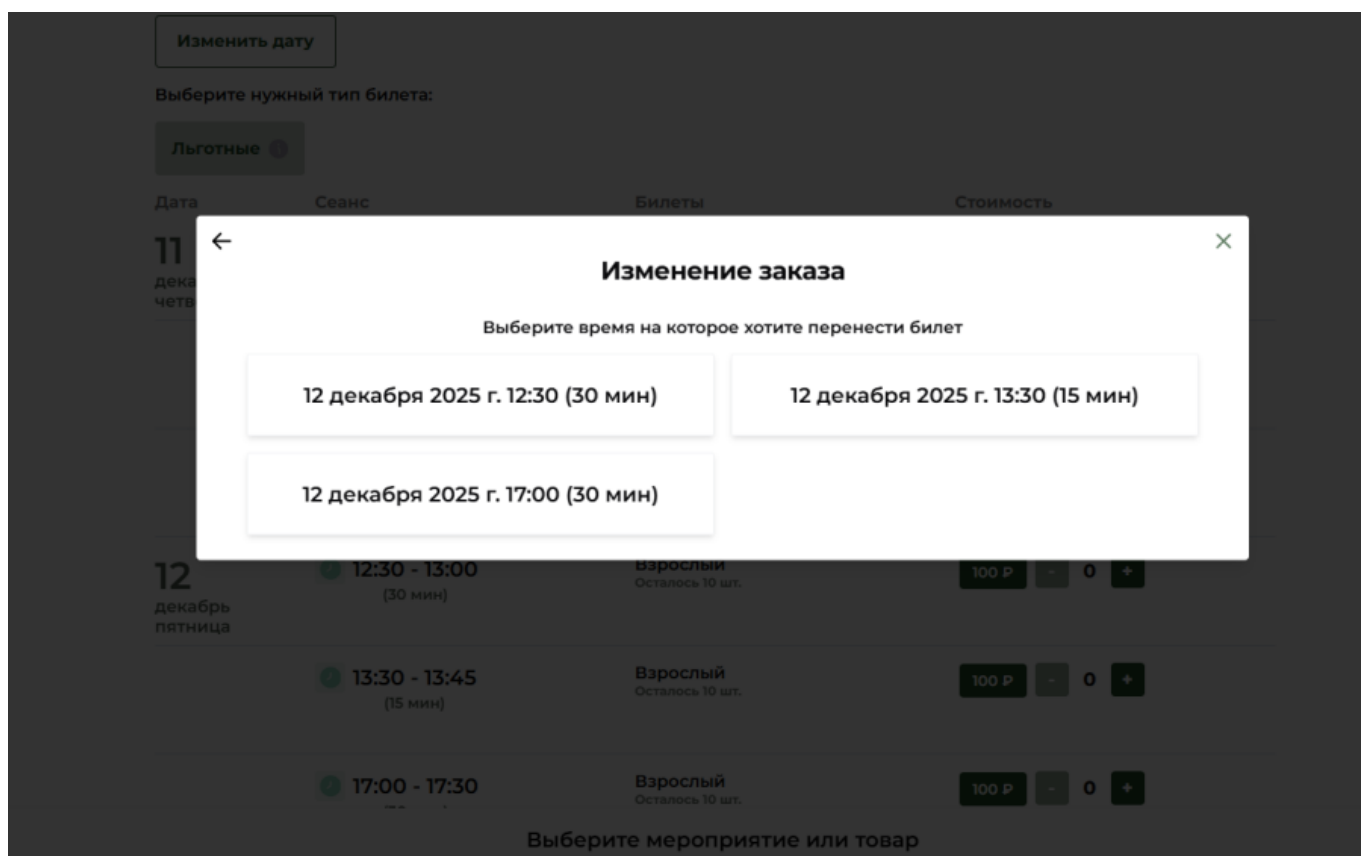 Изменить дату
Выберите нужный тип билета:
Льготные
Дата Сеанс Билеты Стоимость
11
дека
четв
Изменение заказа
Выберите время на которое хотите перенести билет
12 декабря 2025 г. 12:30 (30 мин) 12 декабря 2025 г. 13:30 (15 мин)
12 декабря 2025 г. 17:00 (30 мин)
12 12:30 - 13:00 Взрослый 100 ₽ - 0 +
декабрь (30 мин) Осталось 10 шт.
пятница
13:30 - 13:45 Взрослый 100 ₽ - 0 +
(15 мин) Осталось 10 шт.
17:00 - 17:30 Взрослый 100 ₽ - 0 +
Осталось 10 шт.
Выберите мероприятие или товар